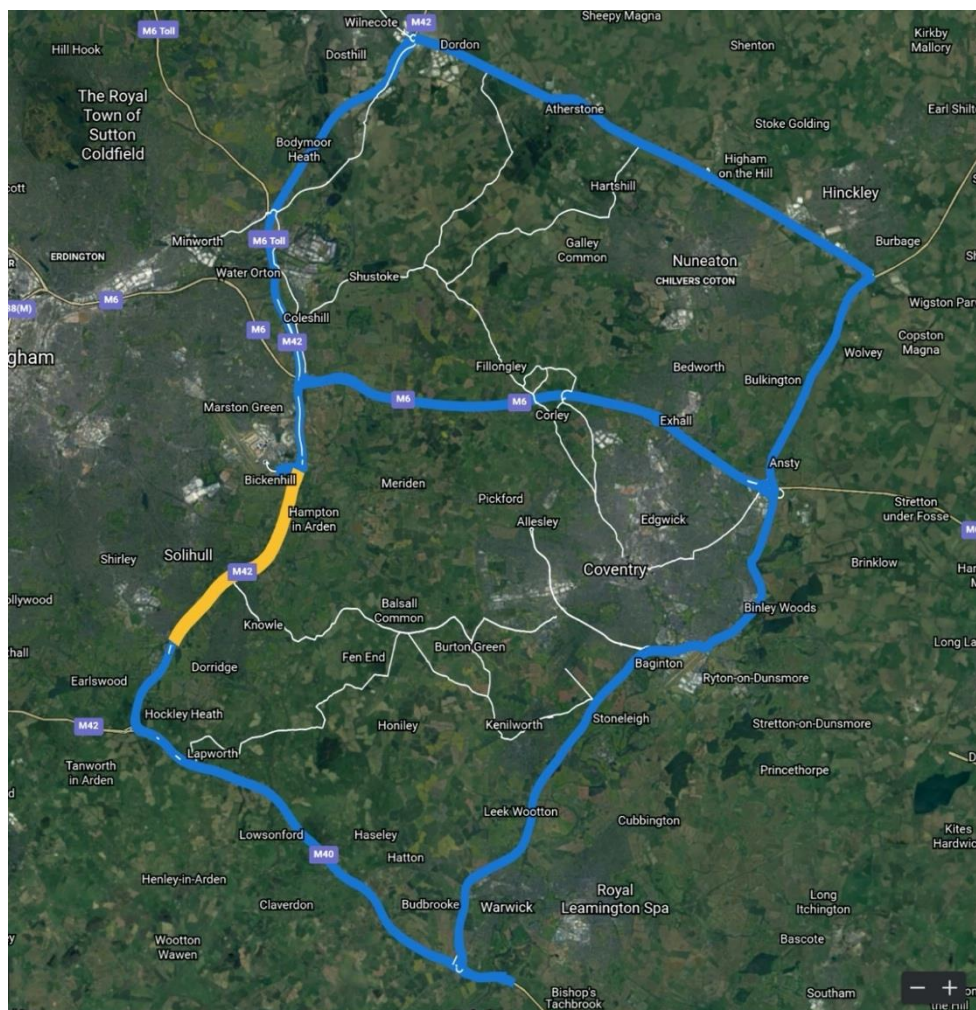 Wilnecote
M42
Sheepy Magna
M6 Toll
Hill Hook
Dosthill
Dordon
Shenton
Kirkby
Mallory
The Royal
Town of
Sutton
Coldfield
Atherstone
Stoke Golding
Bodymoor
Heath
Higham
on the Hill
Hartshill
Hinckley
Minworth
M6 Toll
ERDINGTON
Galley
Common
Burbage
Water Orton
Shustoke
Nuneaton
CHILVERS COTON
M6
Coleshill
M6
M42
Copston
Magna
Wolvey
Fillongley
Bedworth
Bulkington
Marston Green
M6
M6
Corley
Exhall
Ansty
Bickenhill
Meriden
Pickford
Hampton
in Arden
Allesley
Edgwick
Stretton
under Fosse
Shirley
Solihull
M42
Coventry
Brinklow
Balsall
Common
Binley Woods
Knowle
Fen End
Burton Green
Dorridge
Baginton
Ryton-on-Dunsmore
Earlswood
Hockley Heath
M42
Honiley
Kenilworth
Stoneleigh
Stretton-on-Dunsmore
Lapworth
Tanworth
in Arden
Princethorpe
Leek Wootton
Cubbington
Lowsonford
Haseley
M40
Hatton
Henley-in-Arden
Claverdon
Budbrooke
Warwick
Royal
Leamington Spa
Long
Itchington
Wootton
Wawen
Bascote
Bishop's
Tachbrook
Southam
− +